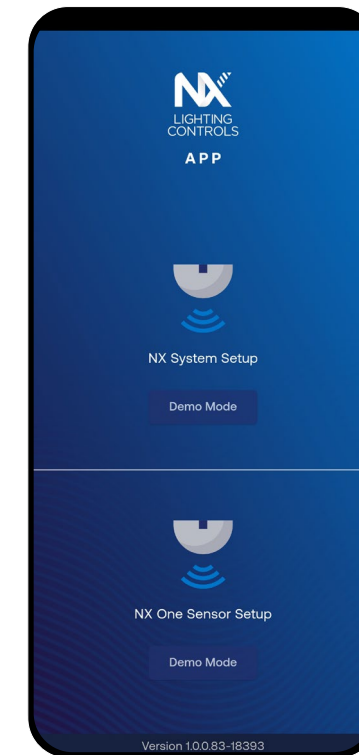 NX
LIGHTING
CONTROLS
APP
NX System Setup
Demo Mode
NX One Sensor Setup
Demo Mode
Version 1.0.0.83-18393